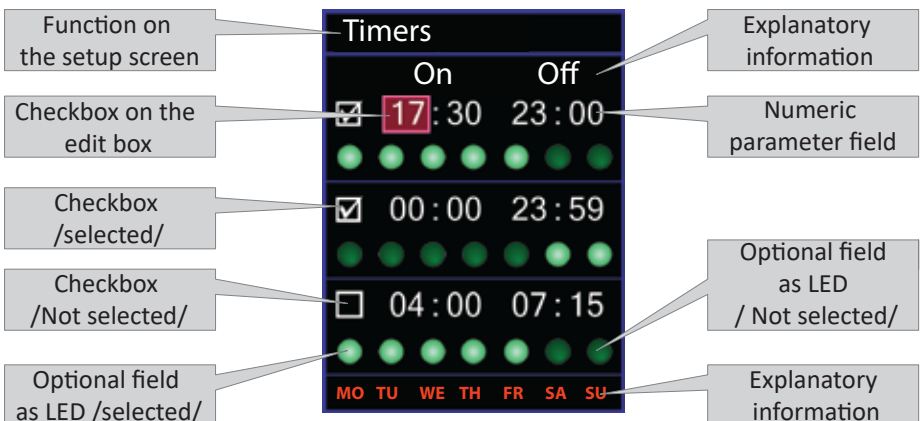 Function on
the setup screen
Checkbox on the
edit box
Checkbox
/selected/
Checkbox
/Not selected/
Optional field
as LED /selected/
Timers
On Off
17:30 23:00
00:00 23:59
04:00 07:15
MO TU WE TH FR SA SU
Explanatory
information
Numeric
parameter field
Optional field
as LED
/ Not selected/
Explanatory
information